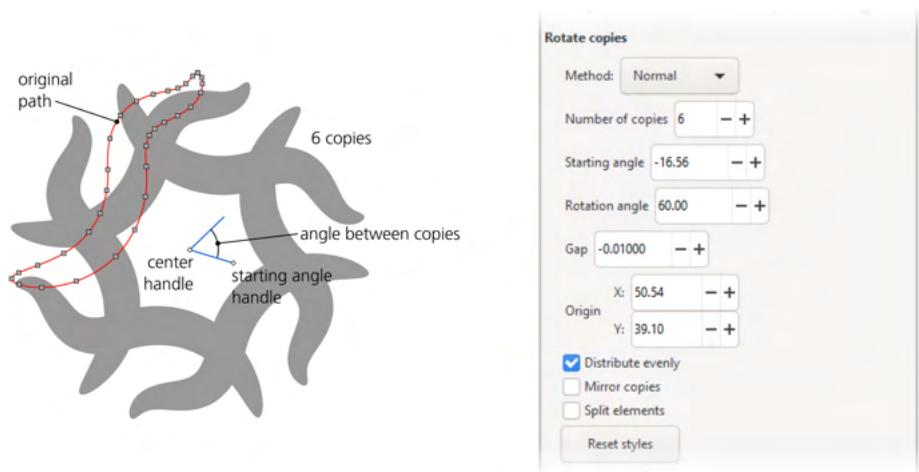 original
path
6 copies
angle between copies
center
handle
starting angle
handle
Rotate copies
Method: Normal
Number of copies 6 − +
Starting angle -16.56 − +
Rotation angle 60.00 − +
Gap -0.01000 − +
Origin
X: 50.54 − +
Y: 39.10 − +
Distribute evenly
Mirror copies
Split elements
Reset styles